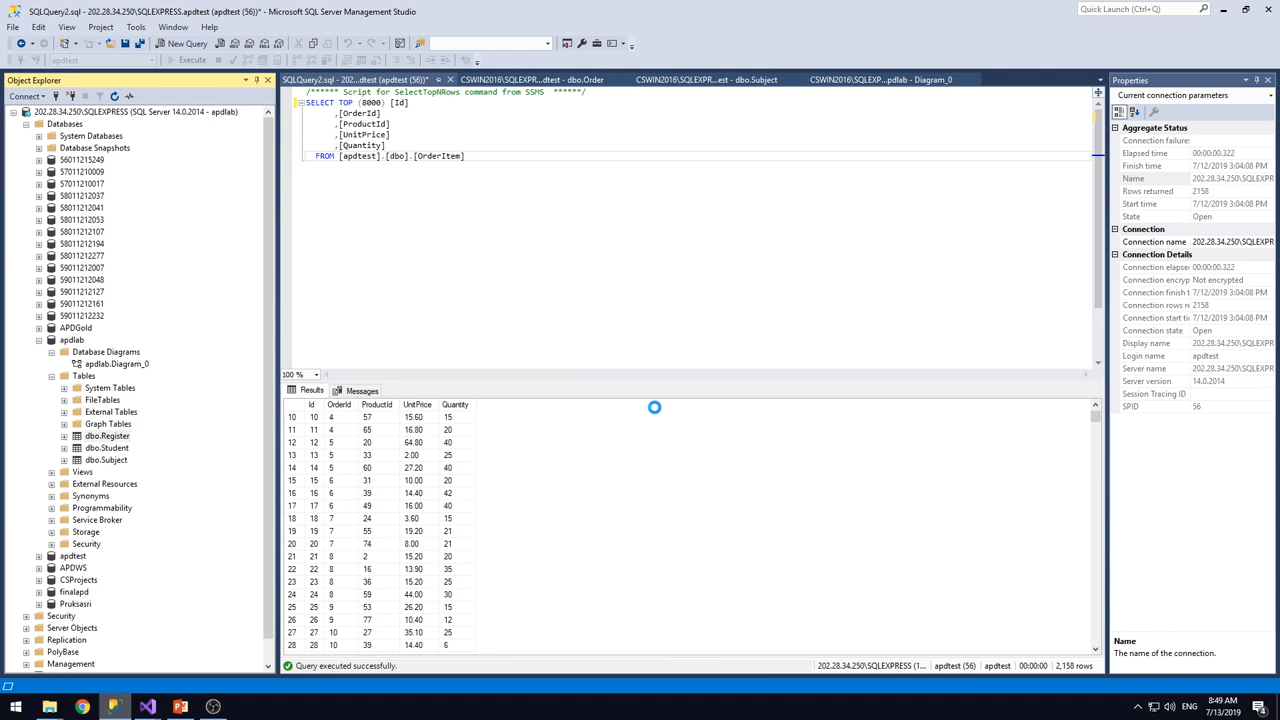 SQLQuery2.sql - 202.28.34.250\SQLEXPRESS.apdtest (apdtest (56))* - Microsoft SQL Server Management Studio
Quick Launch (Ctrl+Q)
File Edit View Project Tools Window Help
New Query
apdtest Execute
Object Explorer
Connect
202.28.34.250\SQLEXPRESS (SQL Server 14.0.2014 - apdlab)
Databases
System Databases
Database Snapshots
56011215249
57011210009
57011210017
58011212037
58011212041
58011212053
58011212107
58011212194
58011212277
59011212007
59011212048
59011212127
59011212161
59011212232
APDGold
apdlab
Database Diagrams
apdlab.Diagram_0
Tables
System Tables
FileTables
External Tables
Graph Tables
dbo.Register
dbo.Student
dbo.Subject
Views
External Resources
Synonyms
Programmability
Service Broker
Storage
Security
apdtest
APDWS
CSProjects
finalapd
Pruksasri
Security
Server Objects
Replication
PolyBase
Management
SQLQuery2.sql - 202...dtest (apdtest (56))* CSWIN2016\SQLEXPR...dtest - dbo.Order CSWIN2016\SQLEXPR...est - dbo.Subject CSWIN2016\SQLEXP...pdlab - Diagram_0
/****** Script for SelectTopNRows command from SSMS ******/
SELECT TOP (8000) [Id]
,[OrderId]
,[ProductId]
,[UnitPrice]
,[Quantity]
FROM [apdtest].[dbo].[OrderItem]
100 %
Results Messages
Id OrderId ProductId UnitPrice Quantity
10 10 4 57 15.60 15
11 11 4 65 16.80 20
12 12 5 20 64.80 40
13 13 5 33 2.00 25
14 14 5 60 27.20 40
15 15 6 31 10.00 20
16 16 6 39 14.40 42
17 17 6 49 16.00 40
18 18 7 24 3.60 15
19 19 7 55 19.20 21
20 20 7 74 8.00 21
21 21 8 2 15.20 20
22 22 8 16 13.90 35
23 23 8 36 15.20 25
24 24 8 59 44.00 30
25 25 9 53 26.20 15
26 26 9 77 10.40 12
27 27 10 27 35.10 25
28 28 10 39 14.40 6
Query executed successfully. 202.28.34.250\SQLEXPRESS (1... apdtest (56) apdtest 00:00:00 2,158 rows
Properties
Current connection parameters
Aggregate Status
Connection failures
Elapsed time 00:00:00.322
Finish time 7/12/2019 3:04:08 PM
Name 202.28.34.250\SQLEXPR
Rows returned 2158
Start time 7/12/2019 3:04:08 PM
State Open
Connection
Connection name 202.28.34.250\SQLEXPR
Connection Details
Connection elapse 00:00:00.322
Connection encryp Not encrypted
Connection finish t 7/12/2019 3:04:08 PM
Connection rows re 2158
Connection start ti 7/12/2019 3:04:08 PM
Connection state Open
Display name 202.28.34.250\SQLEXPR
Login name apdtest
Server name 202.28.34.250\SQLEXPR
Server version 14.0.2014
Session Tracing ID
SPID 56
Name
The name of the connection.
ENG
8:49 AM
7/13/2019
4